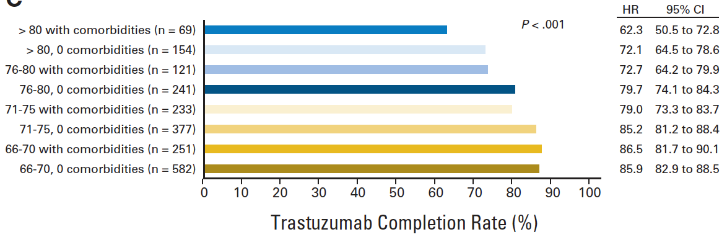 C
HR 95% CI
> 80 with comorbidities (n = 69) P < .001 62.3 50.5 to 72.8
> 80, 0 comorbidities (n = 154) 72.1 64.5 to 78.6
76-80 with comorbidities (n = 121) 72.7 64.2 to 79.9
76-80, 0 comorbidities (n = 241) 79.7 74.1 to 84.3
71-75 with comorbidities (n = 233) 79.0 73.3 to 83.7
71-75, 0 comorbidities (n = 377) 85.2 81.2 to 88.4
66-70 with comorbidities (n = 251) 86.5 81.7 to 90.1
66-70, 0 comorbidities (n = 582) 85.9 82.9 to 88.5
0 10 20 30 40 50 60 70 80 90 100
Trastuzumab Completion Rate (%)